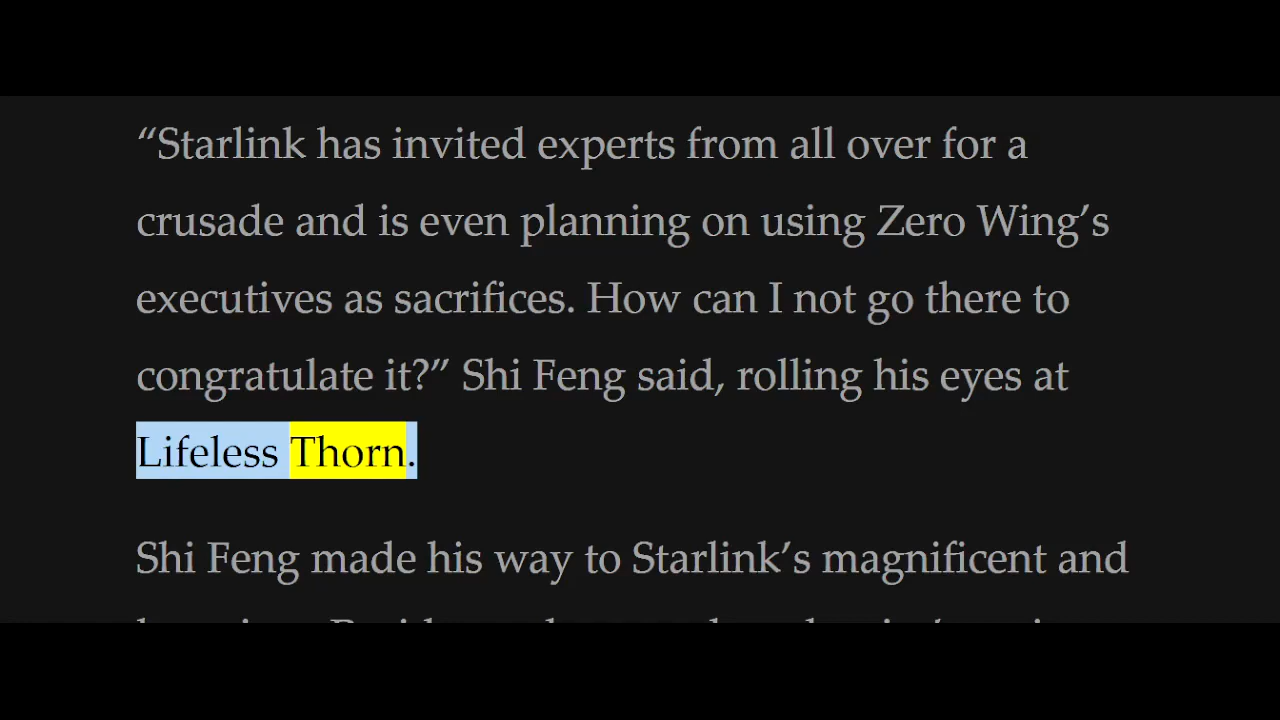 “Starlink has invited experts from all over for a
crusade and is even planning on using Zero Wing’s
executives as sacrifices. How can I not go there to
congratulate it?” Shi Feng said, rolling his eyes at
Lifeless Thorn.
Shi Feng made his way to Starlink’s magnificent and